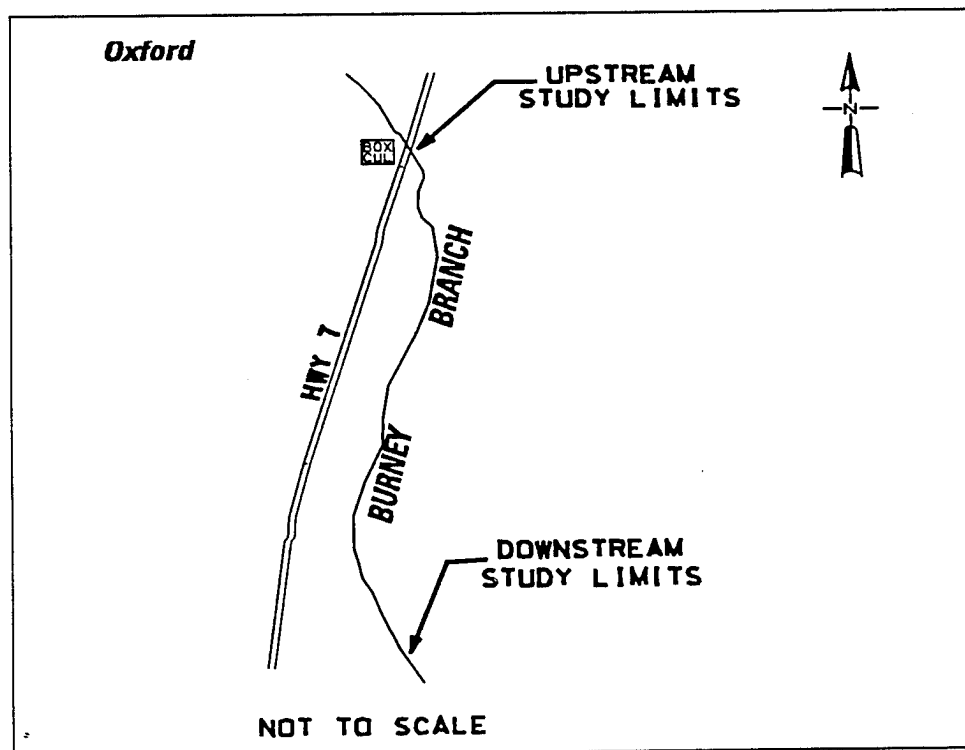 Oxford
UPSTREAM
STUDY LIMITS
N
BOX
CUL
BRANCH
HWY 7
BURNEY
DOWNSTREAM
STUDY LIMITS
NOT TO SCALE